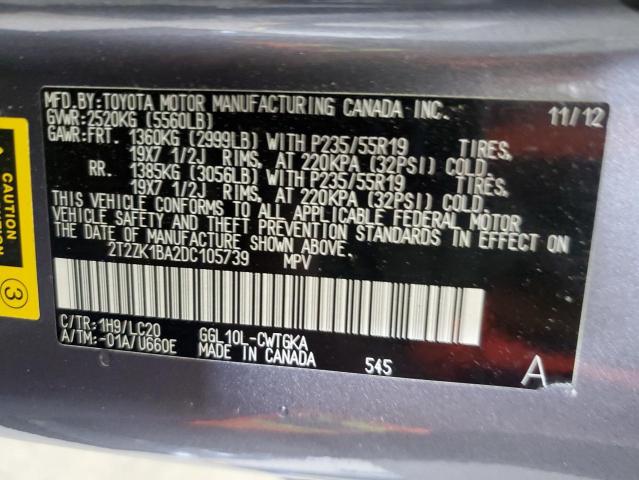 MFD.BY:TOYOTA MOTOR MANUFACTURING CANADA INC. 11/12
GVWR:2520KG (5560LB)
GAWR:FRT. 1360KG (2999LB) WITH P235/55R19 TIRES,
19X7 1/2J RIMS, AT 220KPA (32PSI) COLD.
RR. 1385KG (3056LB) WITH P235/55R19 TIRES,
19X7 1/2J RIMS, AT 220KPA (32PSI) COLD.
THIS VEHICLE CONFORMS TO ALL APPLICABLE FEDERAL MOTOR
VEHICLE SAFETY AND THEFT PREVENTION STANDARDS IN EFFECT ON
THE DATE OF MANUFACTURE SHOWN ABOVE.
2T2ZK1BA2DC105739 MPV
C/TR:1H9/LC20 GGL10L-CWTGKA
A/TM:-01A/U660E MADE IN CANADA 545 A
CAUTION
3